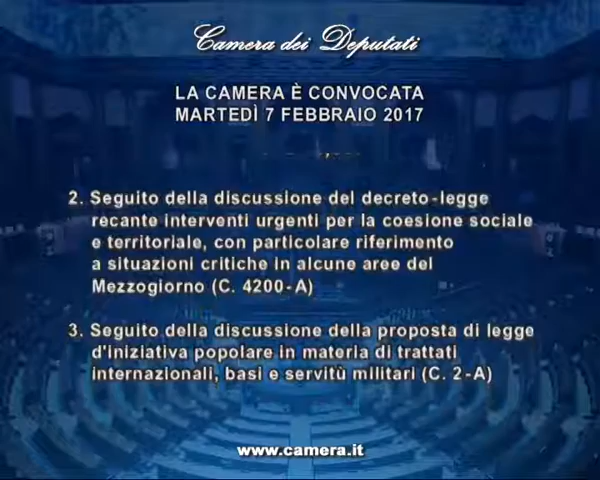 Camera dei Deputati
LA CAMERA È CONVOCATA
MARTEDÌ 7 FEBBRAIO 2017
2. Seguito della discussione del decreto-legge
recante interventi urgenti per la coesione sociale
e territoriale, con particolare riferimento
a situazioni critiche in alcune aree del
Mezzogiorno (C. 4200-A)
3. Seguito della discussione della proposta di legge
d'iniziativa popolare in materia di trattati
internazionali, basi e servitù militari (C. 2-A)
www.camera.it